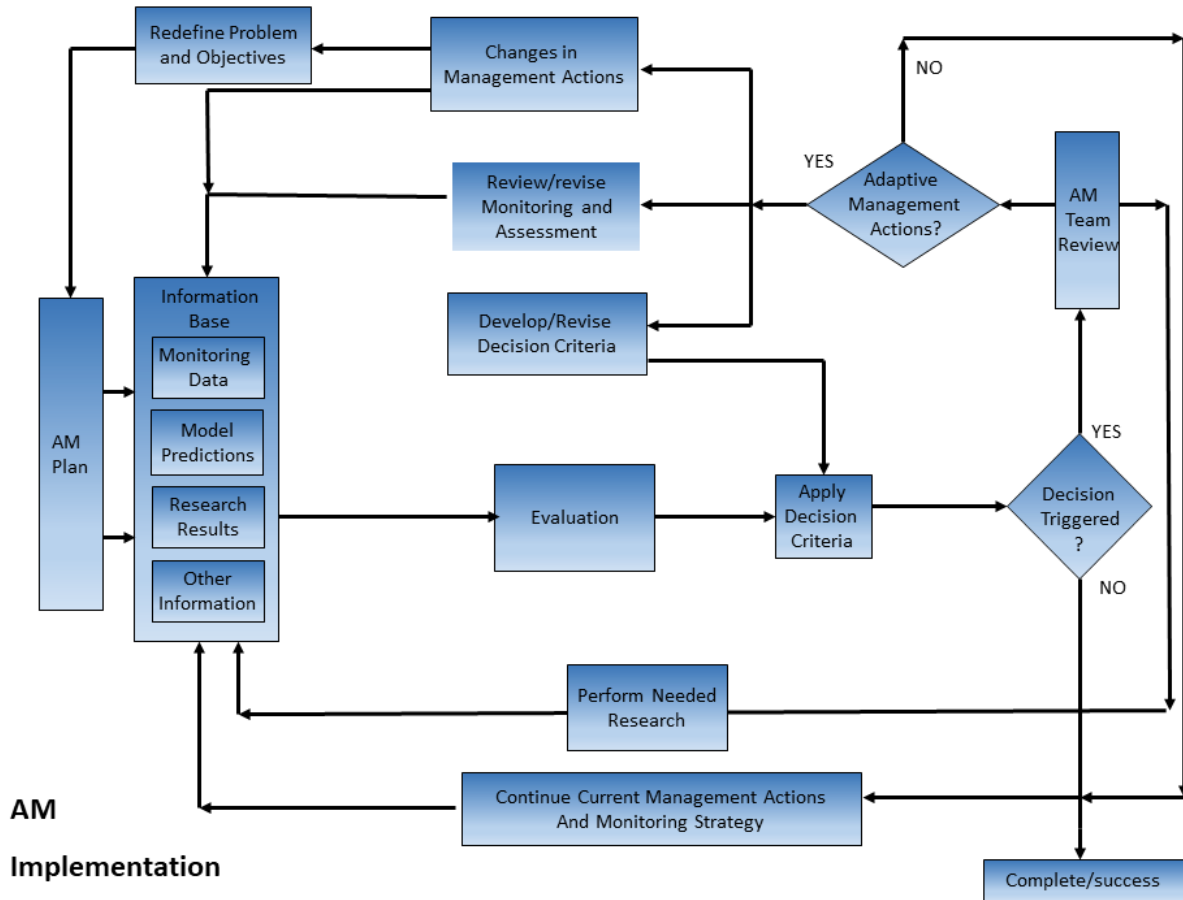 Redefine Problem
and Objectives
Changes in
Management Actions
NO
YES
Adaptive
Management
Actions?
AM
Team
Review
Review/revise
Monitoring and
Assessment
Information
Base
Monitoring
Data
Model
Predictions
Research
Results
Other
Information
AM
Plan
Develop/Revise
Decision Criteria
Evaluation
Apply
Decision
Criteria
YES
Decision
Triggered
?
NO
Perform Needed
Research
Continue Current Management Actions
And Monitoring Strategy
AM
Implementation
Complete/success